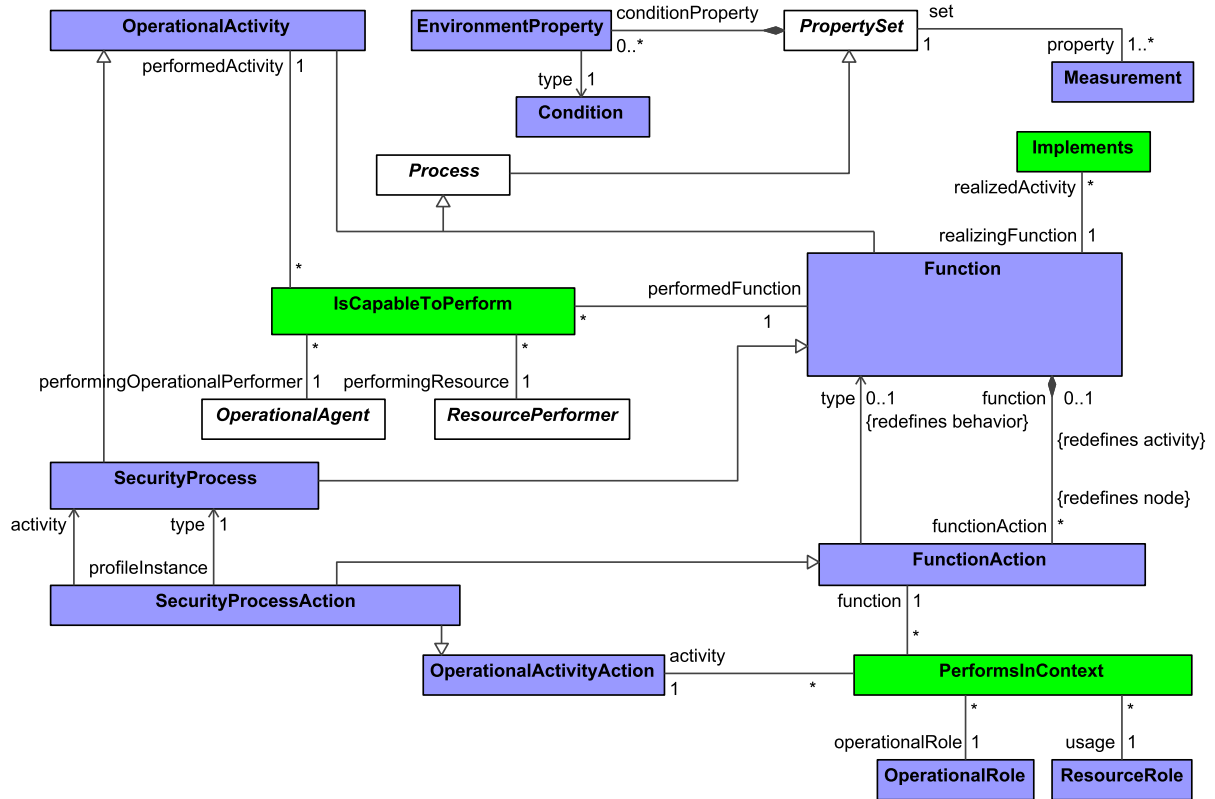 OperationalActivity
EnvironmentProperty
conditionProperty
0..*
PropertySet
set
1
property
1..*
Measurement
performedActivity
1
type
1
Condition
Process
Implements
realizedActivity
*
realizingFunction
1
Function
*
IsCapableToPerform
performedFunction
*
1
*
*
performingOperationalPerformer
1
performingResource
1
OperationalAgent
ResourcePerformer
type
0..1
{redefines behavior}
function
0..1
{redefines activity}
{redefines node}
functionAction
*
SecurityProcess
activity
type
1
profileInstance
SecurityProcessAction
FunctionAction
function
1
*
OperationalActivityAction
activity
1
*
PerformsInContext
*
*
operationalRole
1
usage
1
OperationalRole
ResourceRole